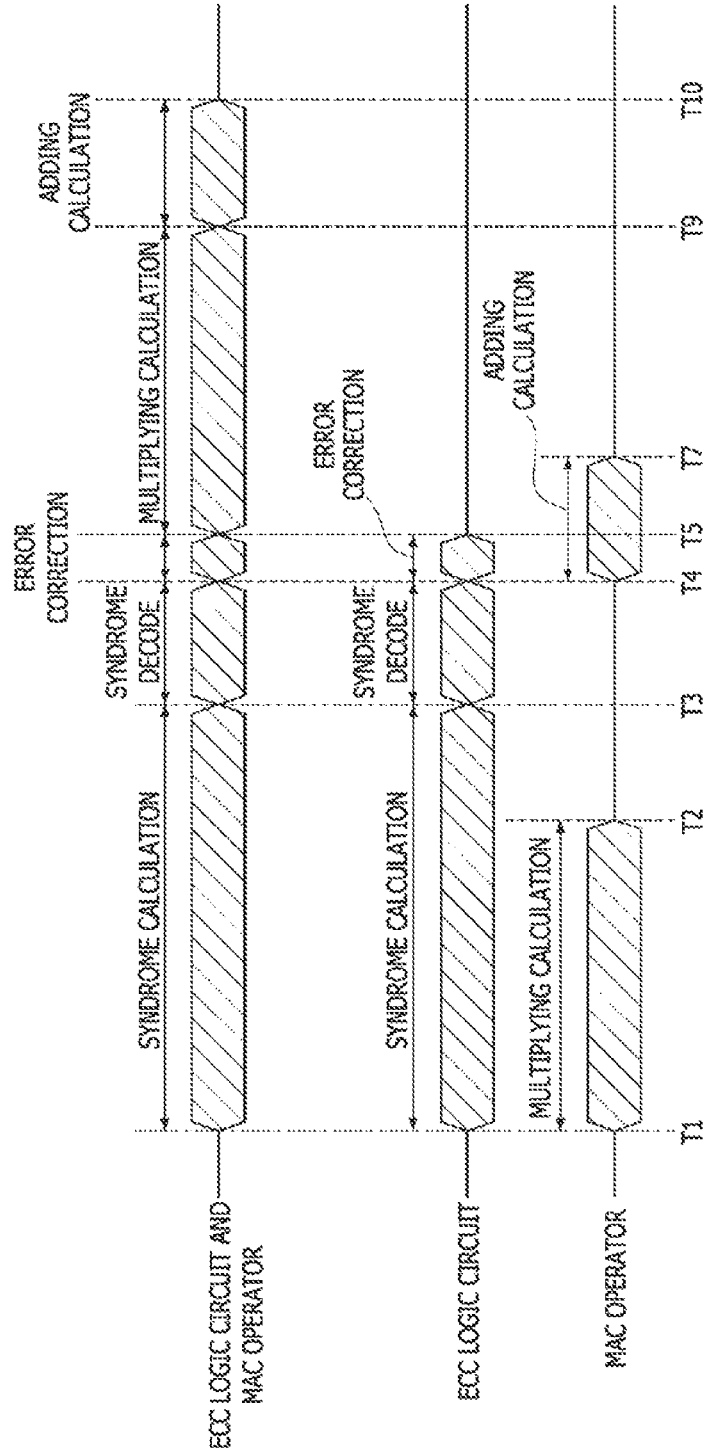 ECC LOGIC CIRCUIT AND
MAC OPERATOR
SYNDROME CALCULATION
SYNDROME
DECODE
ERROR
CORRECTION
MULTIPLYING CALCULATION
ADDING
CALCULATION
ECC LOGIC CIRCUIT
SYNDROME CALCULATION
SYNDROME
DECODE
ERROR
CORRECTION
MAC OPERATOR
MULTIPLYING CALCULATION
ADDING
CALCULATION
T1
T2
T3
T4
T5
T7
T9
T10